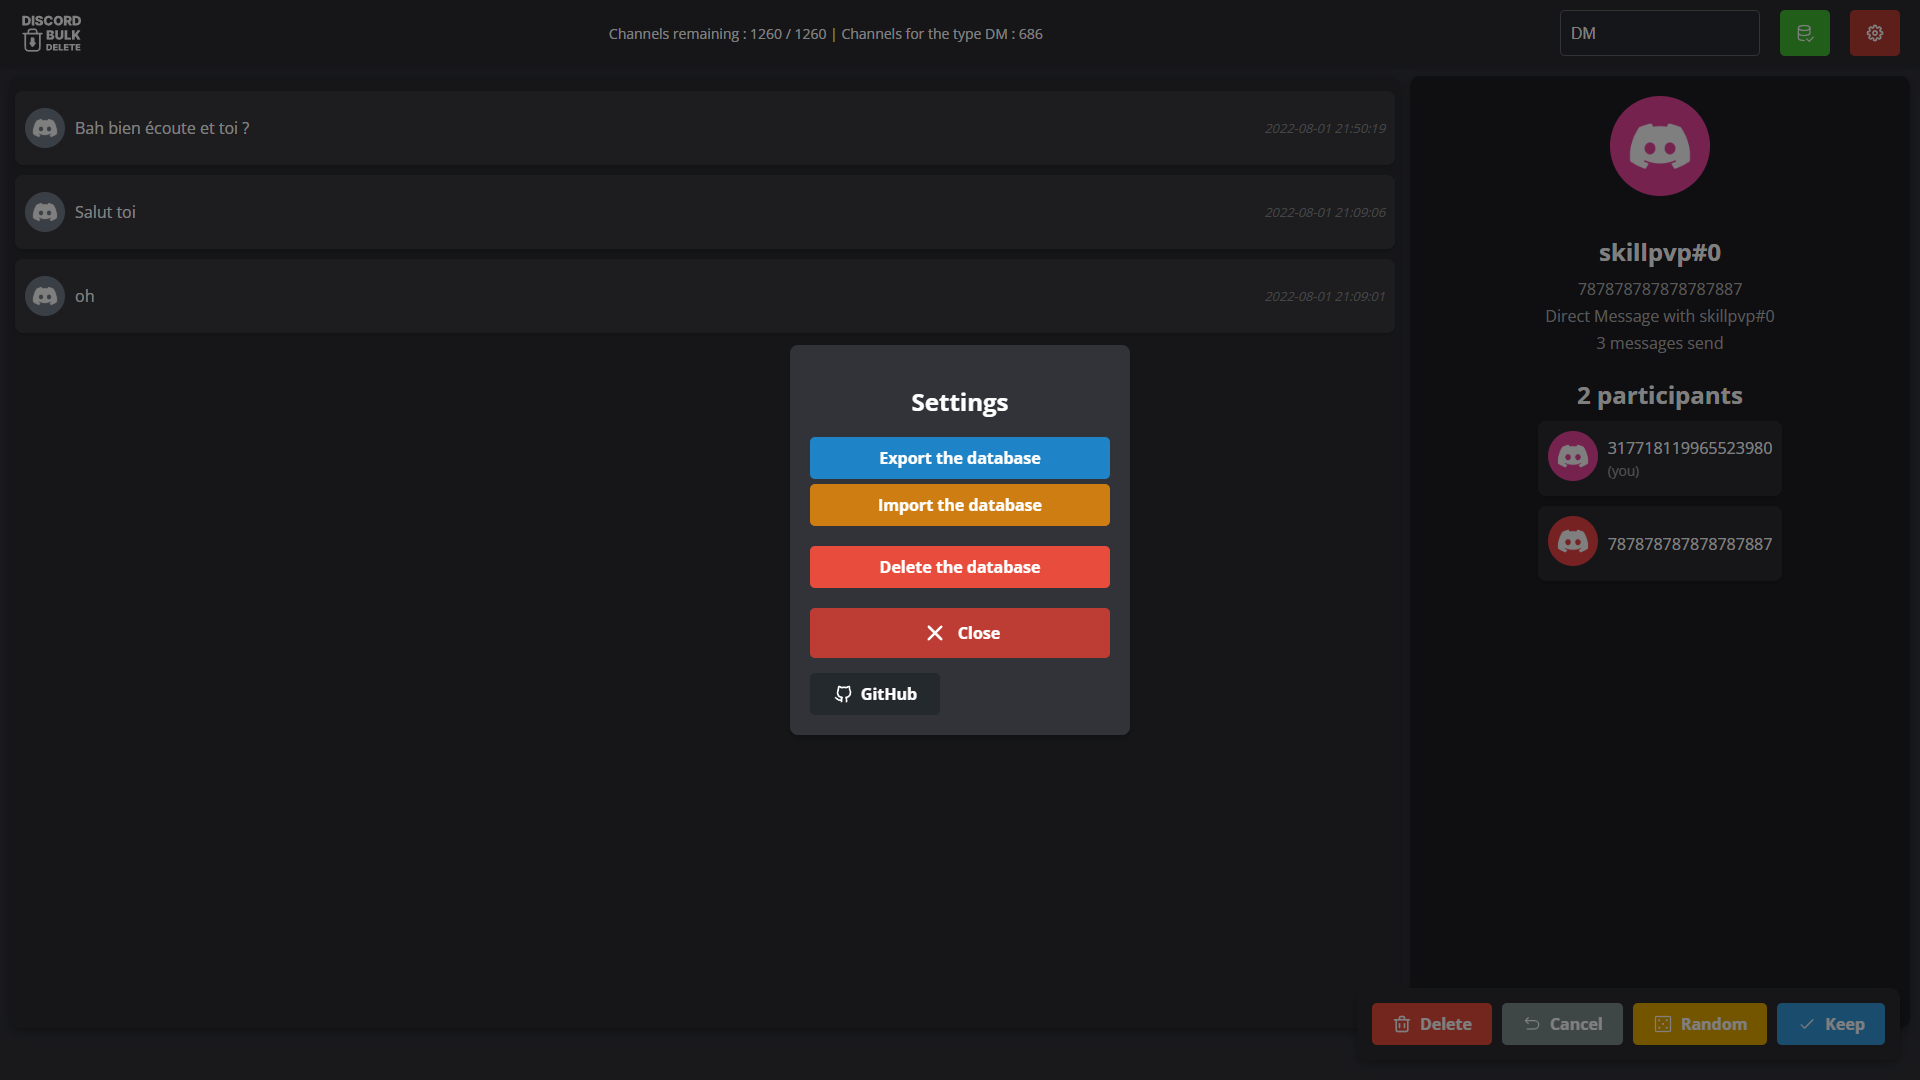 DISCORD
BULK
DELETE
Channels remaining : 1260 / 1260 | Channels for the type DM : 686
DM
Bah bien écoute et toi ?
2022-08-01 21:50:19
Salut toi
2022-08-01 21:09:06
oh
2022-08-01 21:09:01
skillpvp#0
787878787878787887
Direct Message with skillpvp#0
3 messages send
2 participants
317718119965523980
(you)
787878787878787887
Settings
Export the database
Import the database
Delete the database
Close
GitHub
Delete
Cancel
Random
Keep